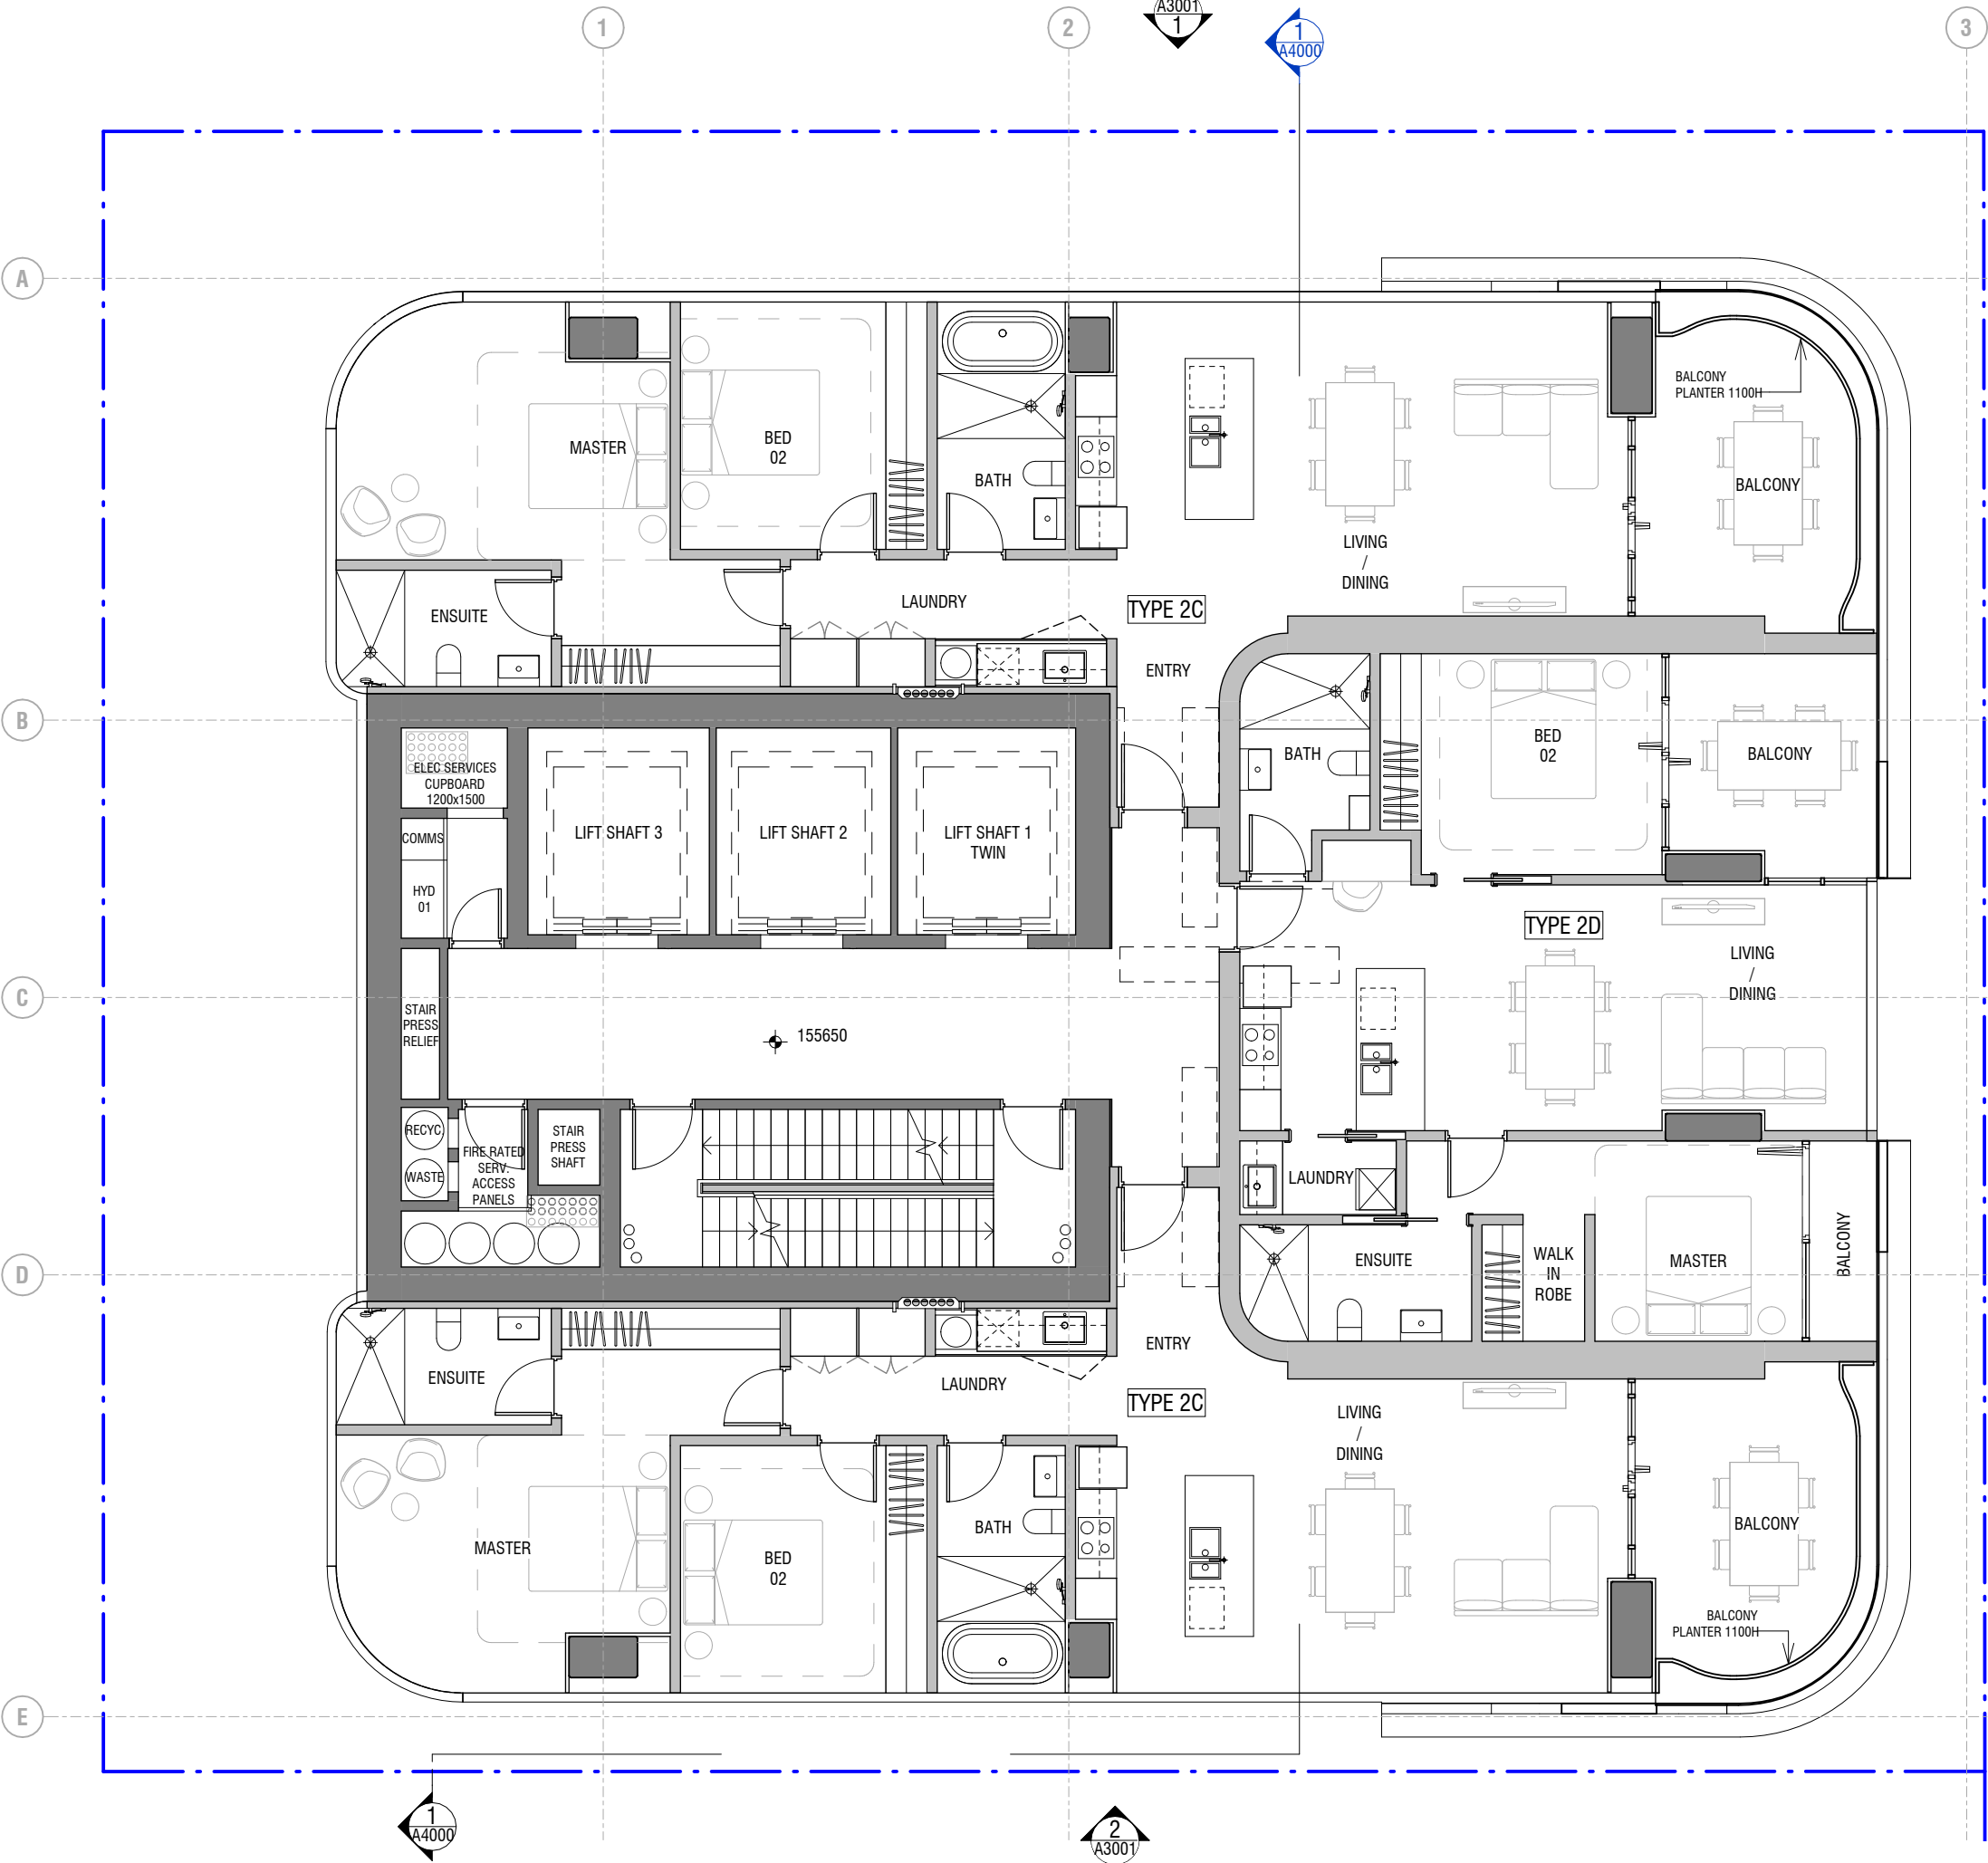 A3001
1
1
A4000
1
2
3
A
B
C
D
E
MASTER
BED
02
BATH
BALCONY
PLANTER 1100H
BALCONY
LIVING
/
DINING
ENSUITE
LAUNDRY
TYPE 2C
ENTRY
ELEC SERVICES
CUPBOARD
1200x1500
COMMS
HYD
01
LIFT SHAFT 3
LIFT SHAFT 2
LIFT SHAFT 1
TWIN
BATH
BED
02
BALCONY
TYPE 2D
LIVING
/
DINING
STAIR
PRESS
RELIEF
155650
RECYC.
WASTE
FIRE RATED
SERV.
ACCESS
PANELS
STAIR
PRESS
SHAFT
LAUNDRY
ENSUITE
WALK
IN
ROBE
MASTER
BALCONY
ENTRY
ENSUITE
LAUNDRY
TYPE 2C
LIVING
/
DINING
MASTER
BED
02
BATH
BALCONY
BALCONY
PLANTER 1100H
1
A4000
2
A3001